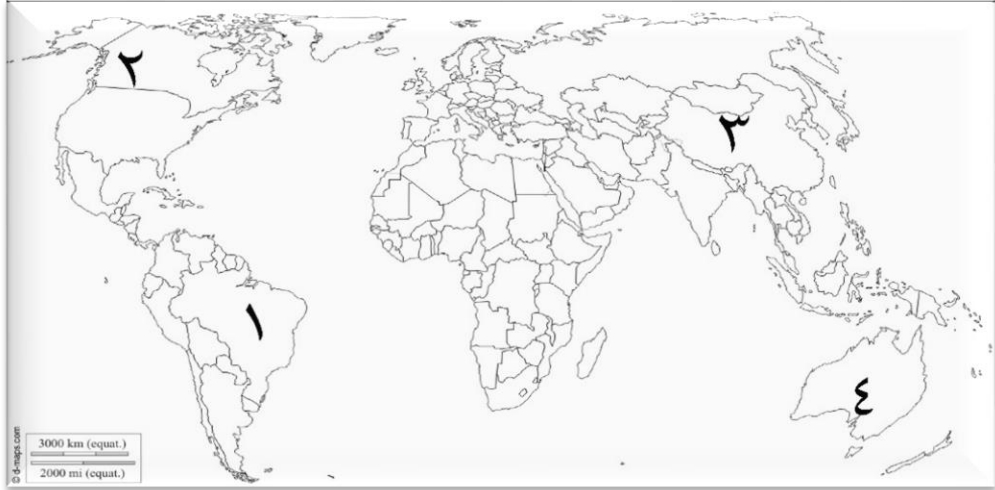 ٢
٣
١
٤
3000 km (equat.)
2000 mi (equat.)
© d-maps.com